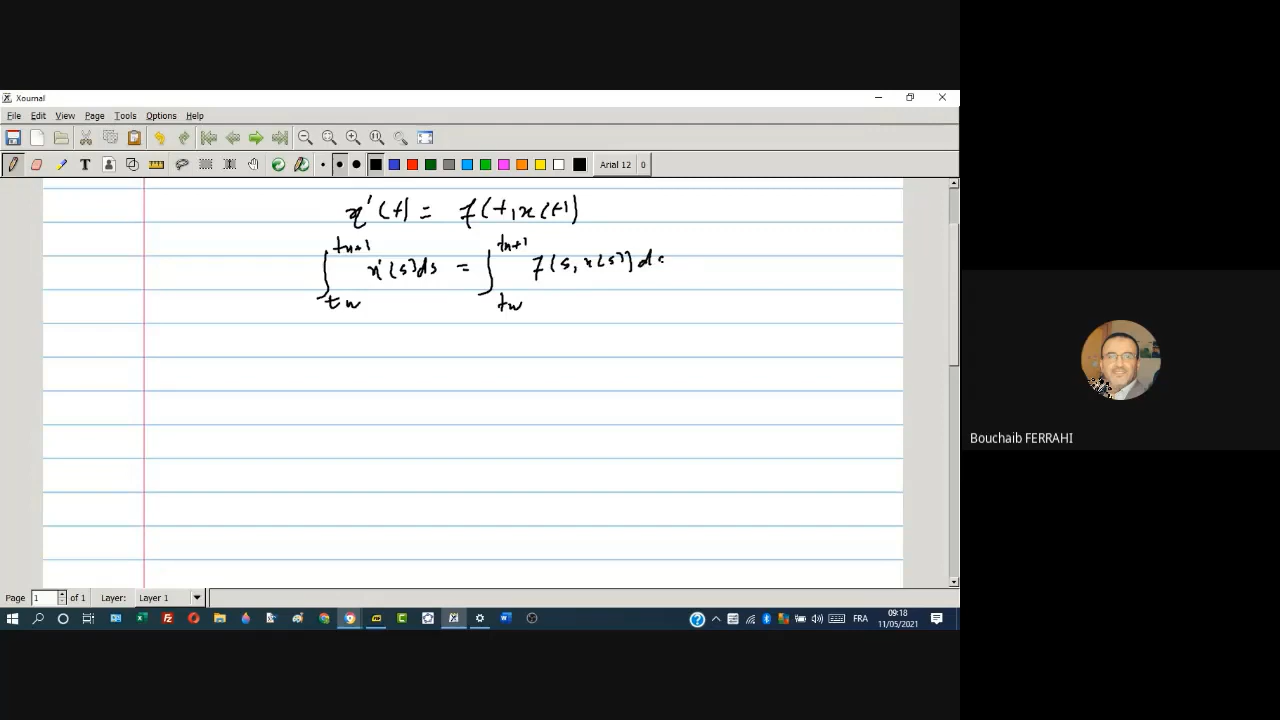 Xournal
File Edit View Page Tools Options Help
Arial 12 0
x'(t) = f(t, x(t))
∫_{tn}^{tn+1} x'(s) ds = ∫_{tn}^{tn+1} f(s, x(s)) ds
Bouchaib FERRAHI
Page 1 of 1 Layer: Layer 1
FRA
09:18
11/05/2021